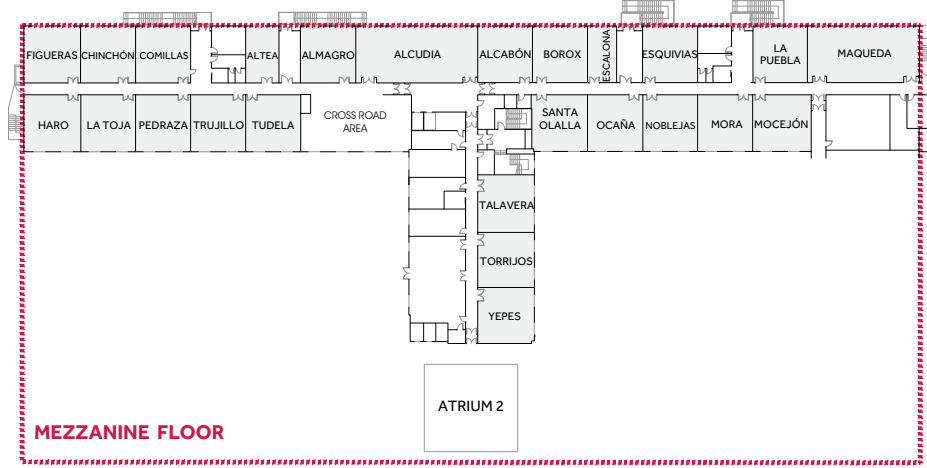 FIGUERAS
CHINCHÓN
COMILLAS
ALTEA
ALMAGRO
ALCUDIA
ALCABÓN
BOROX
ESCALONA
ESQUIVIAS
LA
PUEBLA
MAQUEDA
HARO
LA TOJA
PEDRAZA
TRUJILLO
TUDELA
CROSS ROAD
AREA
SANTA
OLALLA
OCAÑA
NOBLEJAS
MORA
MOCEJÓN
TALAVERA
TORRIJOS
YEPES
ATRIUM 2
MEZZANINE FLOOR